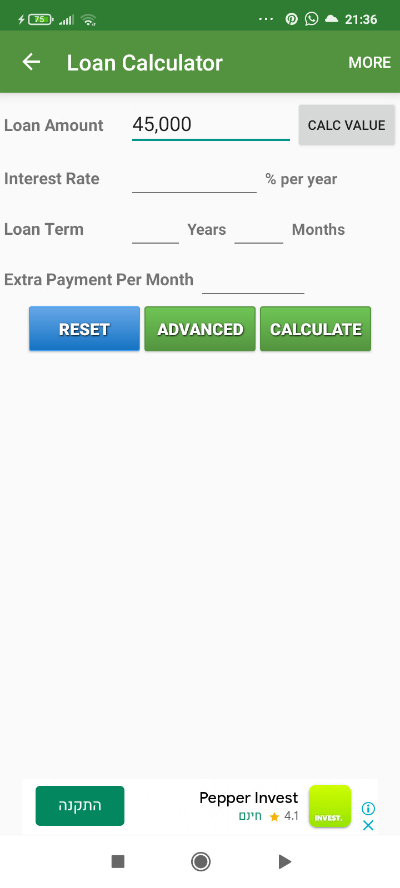 75 21:36
Loan Calculator MORE
Loan Amount 45,000 CALC VALUE
Interest Rate % per year
Loan Term Years Months
Extra Payment Per Month
RESET ADVANCED CALCULATE
התקנה
Pepper Invest
חינם 4.1
INVEST.